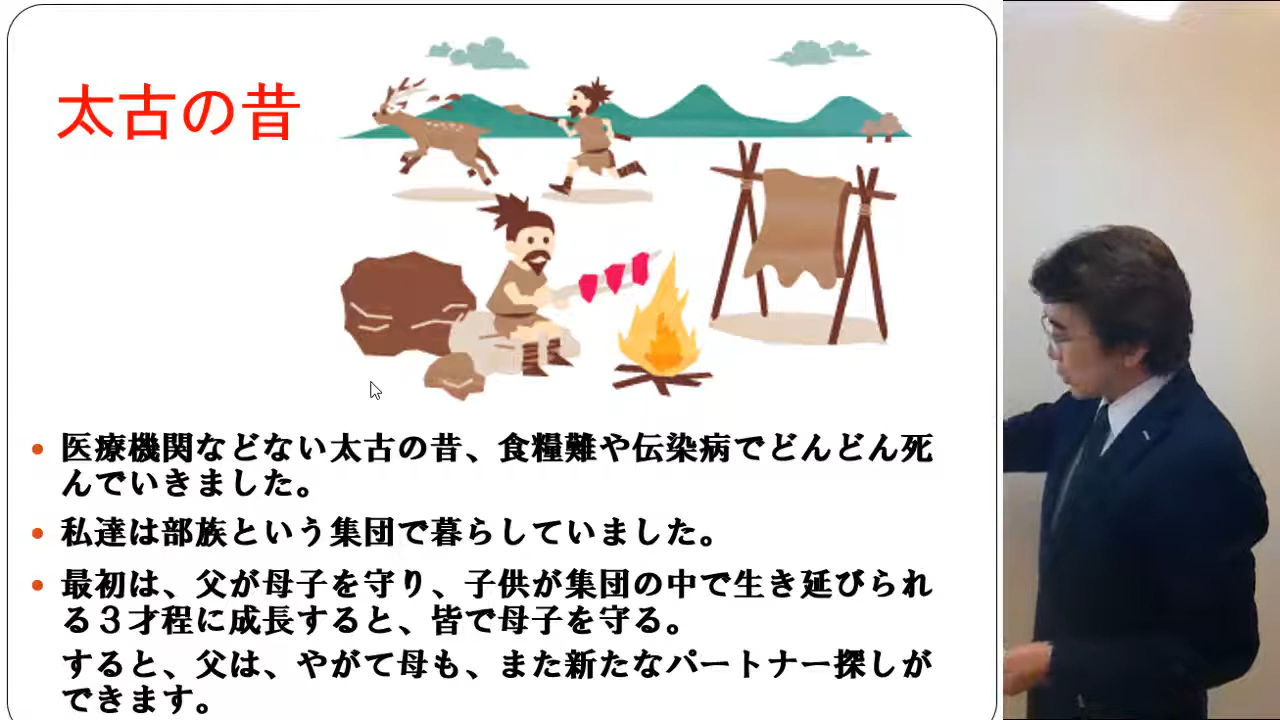 太古の昔
医療機関などない太古の昔、食糧難や伝染病でどんどん死
んでいきました。
私達は部族という集団で暮らしていました。
最初は、父が母子を守り、子供が集団の中で生き延びられ
る３才程に成長すると、皆で母子を守る。
すると、父は、やがて母も、また新たなパートナー探しが
できます。